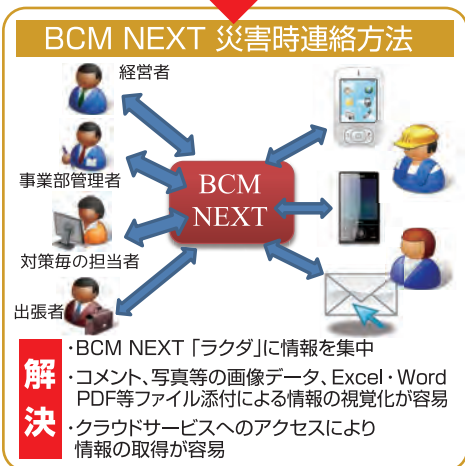 BCM NEXT 災害時連絡方法
経営者
事業部管理者
対策毎の担当者
出張者
BCM
NEXT
解決
・BCM NEXT「ラクダ」に情報を集中
・コメント、写真等の画像データ、Excel・Word
PDF等ファイル添付による情報の視覚化が容易
・クラウドサービスへのアクセスにより
情報の取得が容易